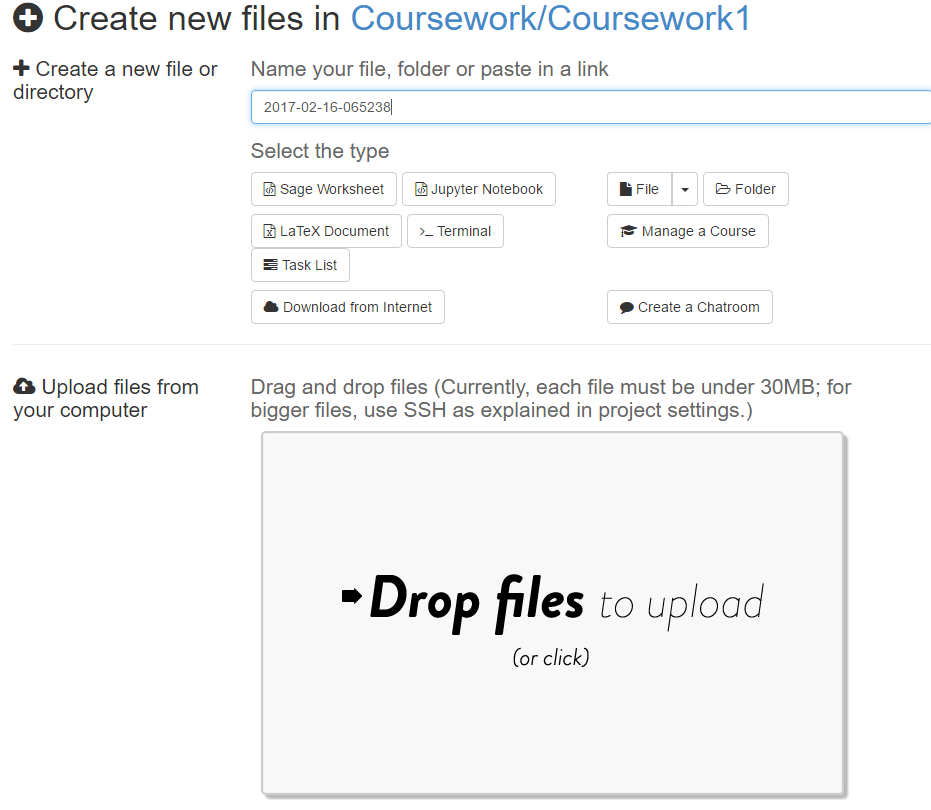 Create new files in Coursework/Coursework1
Create a new file or
directory
Name your file, folder or paste in a link
2017-02-16-065238
Select the type
Sage Worksheet
Jupyter Notebook
File
Folder
LaTeX Document
Terminal
Manage a Course
Task List
Download from Internet
Create a Chatroom
Upload files from
your computer
Drag and drop files (Currently, each file must be under 30MB; for
bigger files, use SSH as explained in project settings.)
Drop files to upload
(or click)